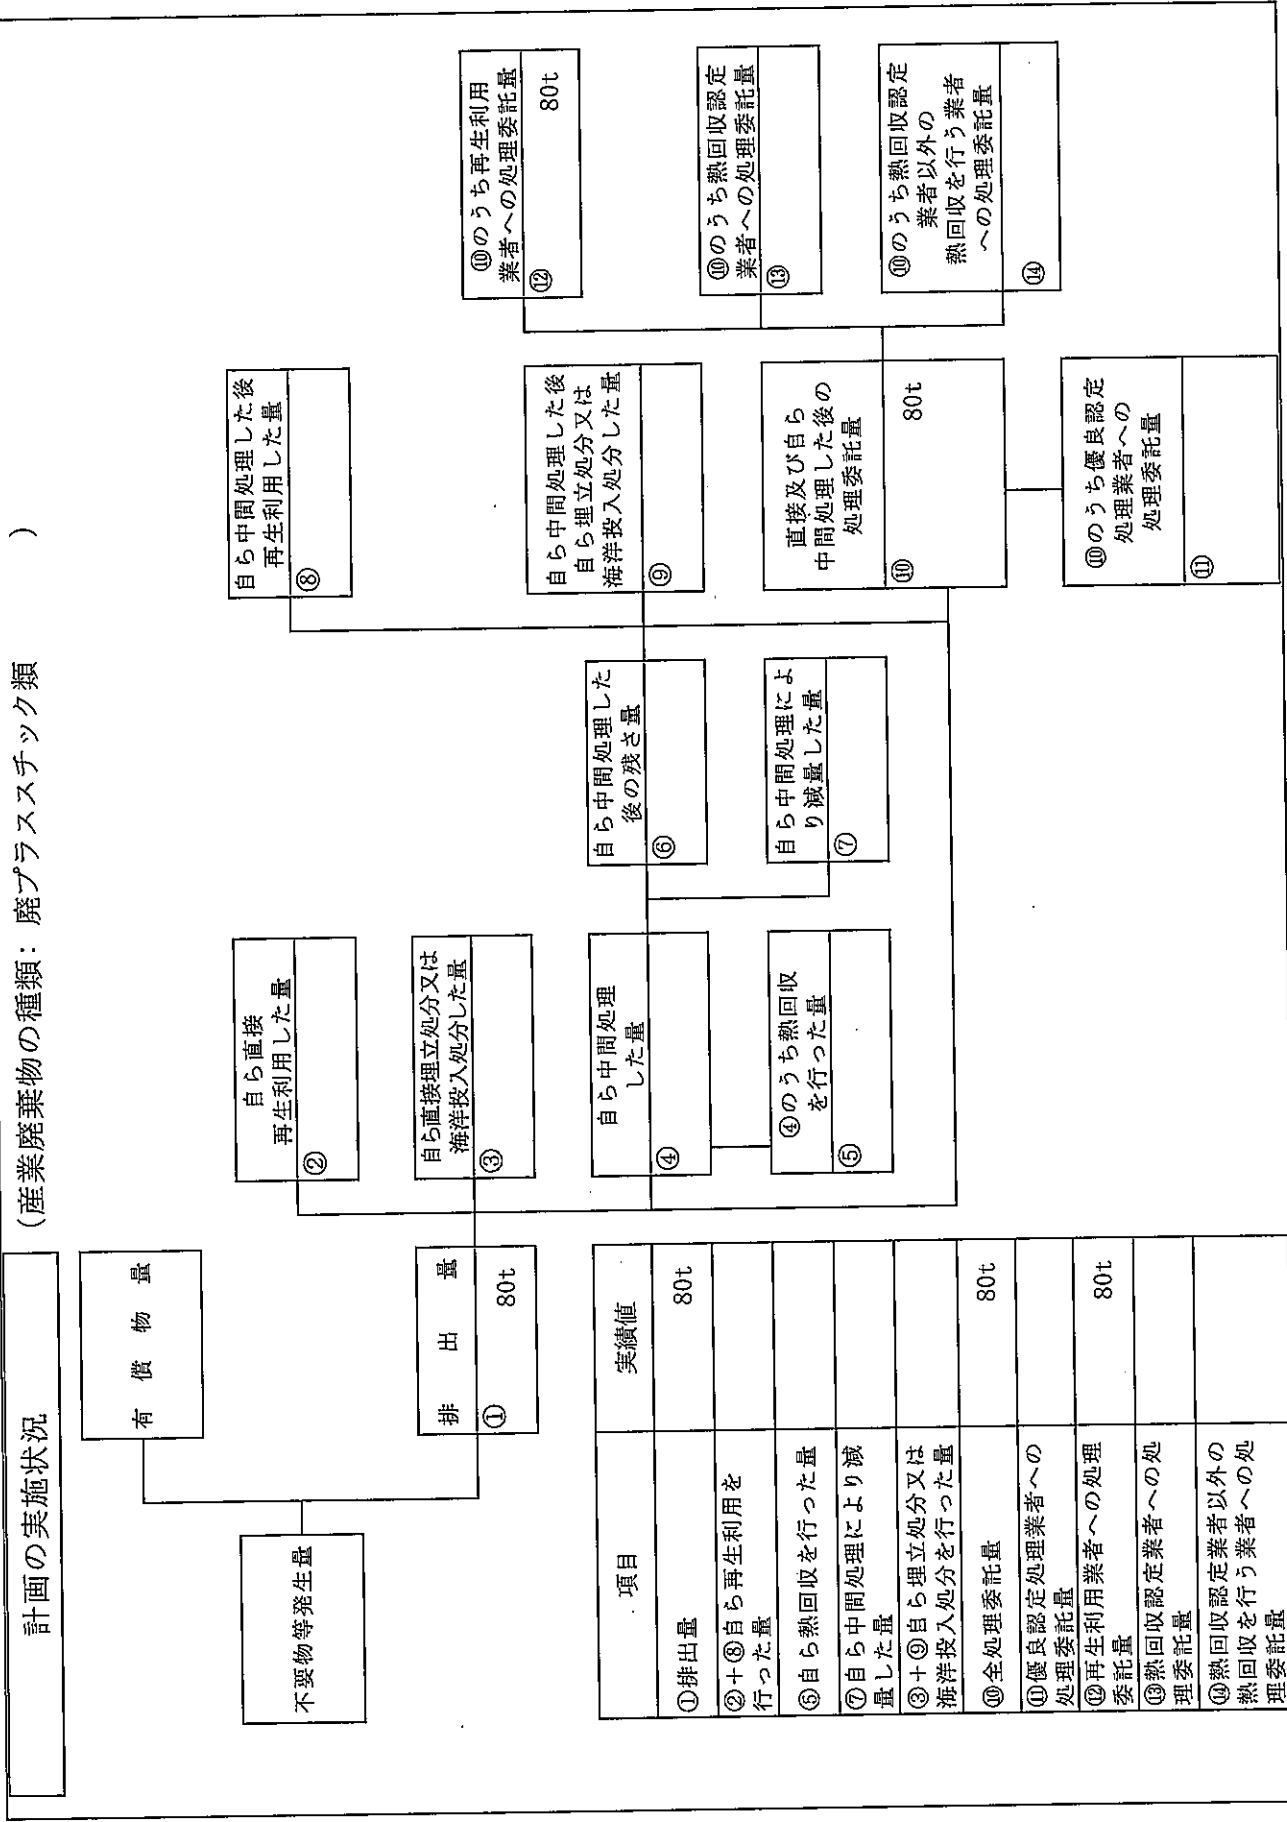 計画の実施状況
(産業廃棄物の種類：廃プラススチック類　　　)
不要物等発生量
有償物量
排出量
① 80t
自ら直接
再生利用した量
②
自ら直接埋立処分又は
海洋投入処分した量
③
自ら中間処理
した量
④
④のうち熱回収
を行った量
⑤
自ら中間処理した
後の残さ量
⑥
自ら中間処理によ
り減量した量
⑦
自ら中間処理した後
再生利用した量
⑧
自ら中間処理した後
自ら埋立処分又は
海洋投入処分した量
⑨
直接及び自ら
中間処理した後の
処理委託量
⑩ 80t
⑩のうち優良認定
処理業者への
処理委託量
⑪
⑩のうち再生利用
業者への処理委託量
⑫ 80t
⑩のうち熱回収認定
業者への処理委託量
⑬
⑩のうち熱回収認定
業者以外の
熱回収を行う業者
への処理委託量
⑭
項目 実績値
①排出量 80t
②+⑧自ら再生利用を
行った量
⑤自ら熱回収を行った量
⑦自ら中間処理により減
量した量
③+⑨自ら埋立処分又は
海洋投入処分を行った量
⑩全処理委託量 80t
⑪優良認定処理業者への
処理委託量
⑫再生利用業者への処理
委託量 80t
⑬熱回収認定業者への処
理委託量
⑭熱回収認定業者以外の
熱回収を行う業者への処
理委託量